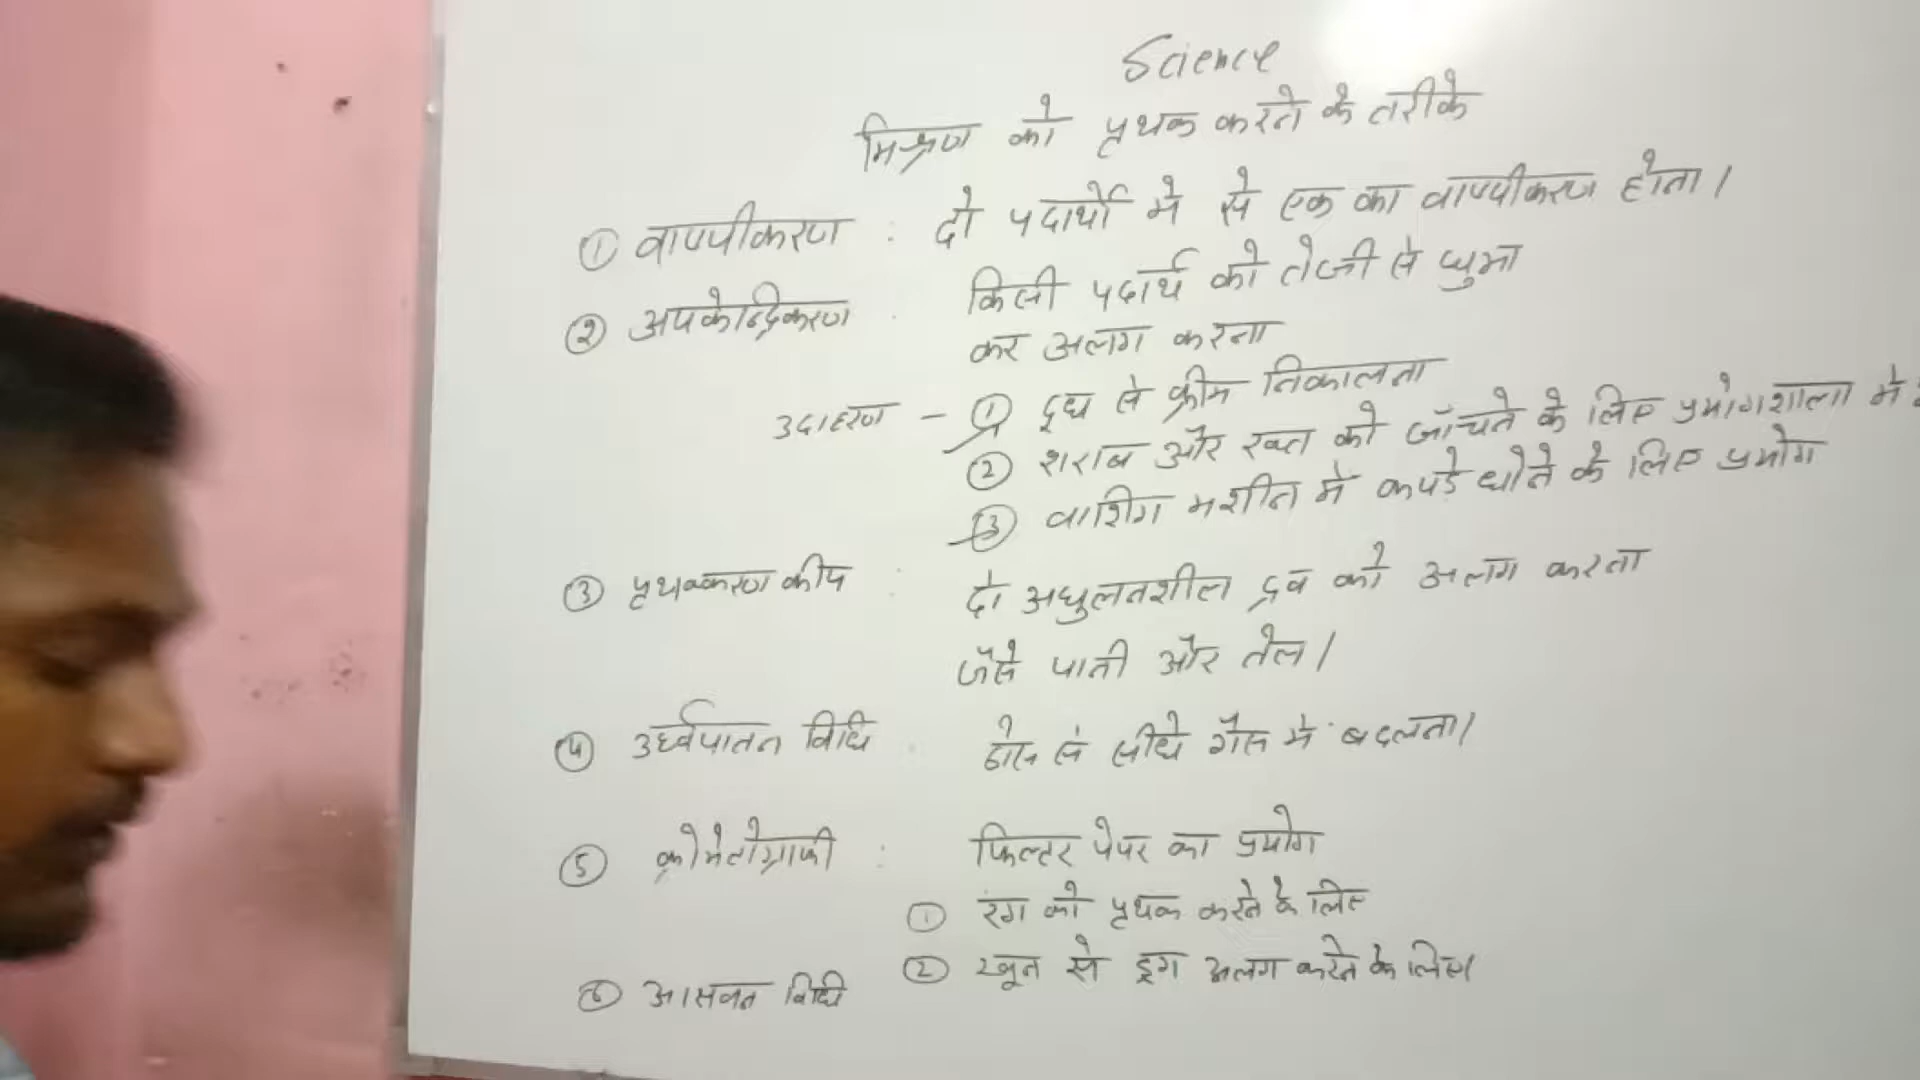 Science
मिश्रण को पृथक करने के तरीके
① वाष्पीकरण : दो पदार्थो मे से एक का वाष्पीकरण होता।
② अपकेन्द्रिकरण : किसी पदार्थ को तेजी से घुमा
कर अलग करना
उदाहरण - ① दूध से क्रीम निकालना
② शराब और रक्त को जाँचने के लिए प्रयोगशाला में
③ वाशिंग मशीन में कपड़े धोने के लिए प्रयोग
③ पृथक्करण कीप : दो अघुलनशील द्रव को अलग करना
जैसे पानी और तेल।
④ उर्ध्वपातन विधि : ठोस से सीधे गैस में बदलना।
⑤ क्रोमेटोग्राफी : फिल्टर पेपर का प्रयोग
① रंग को पृथक करने के लिए
② खून से ड्रग अलग करने के लिए।
⑥ आसवन विधि